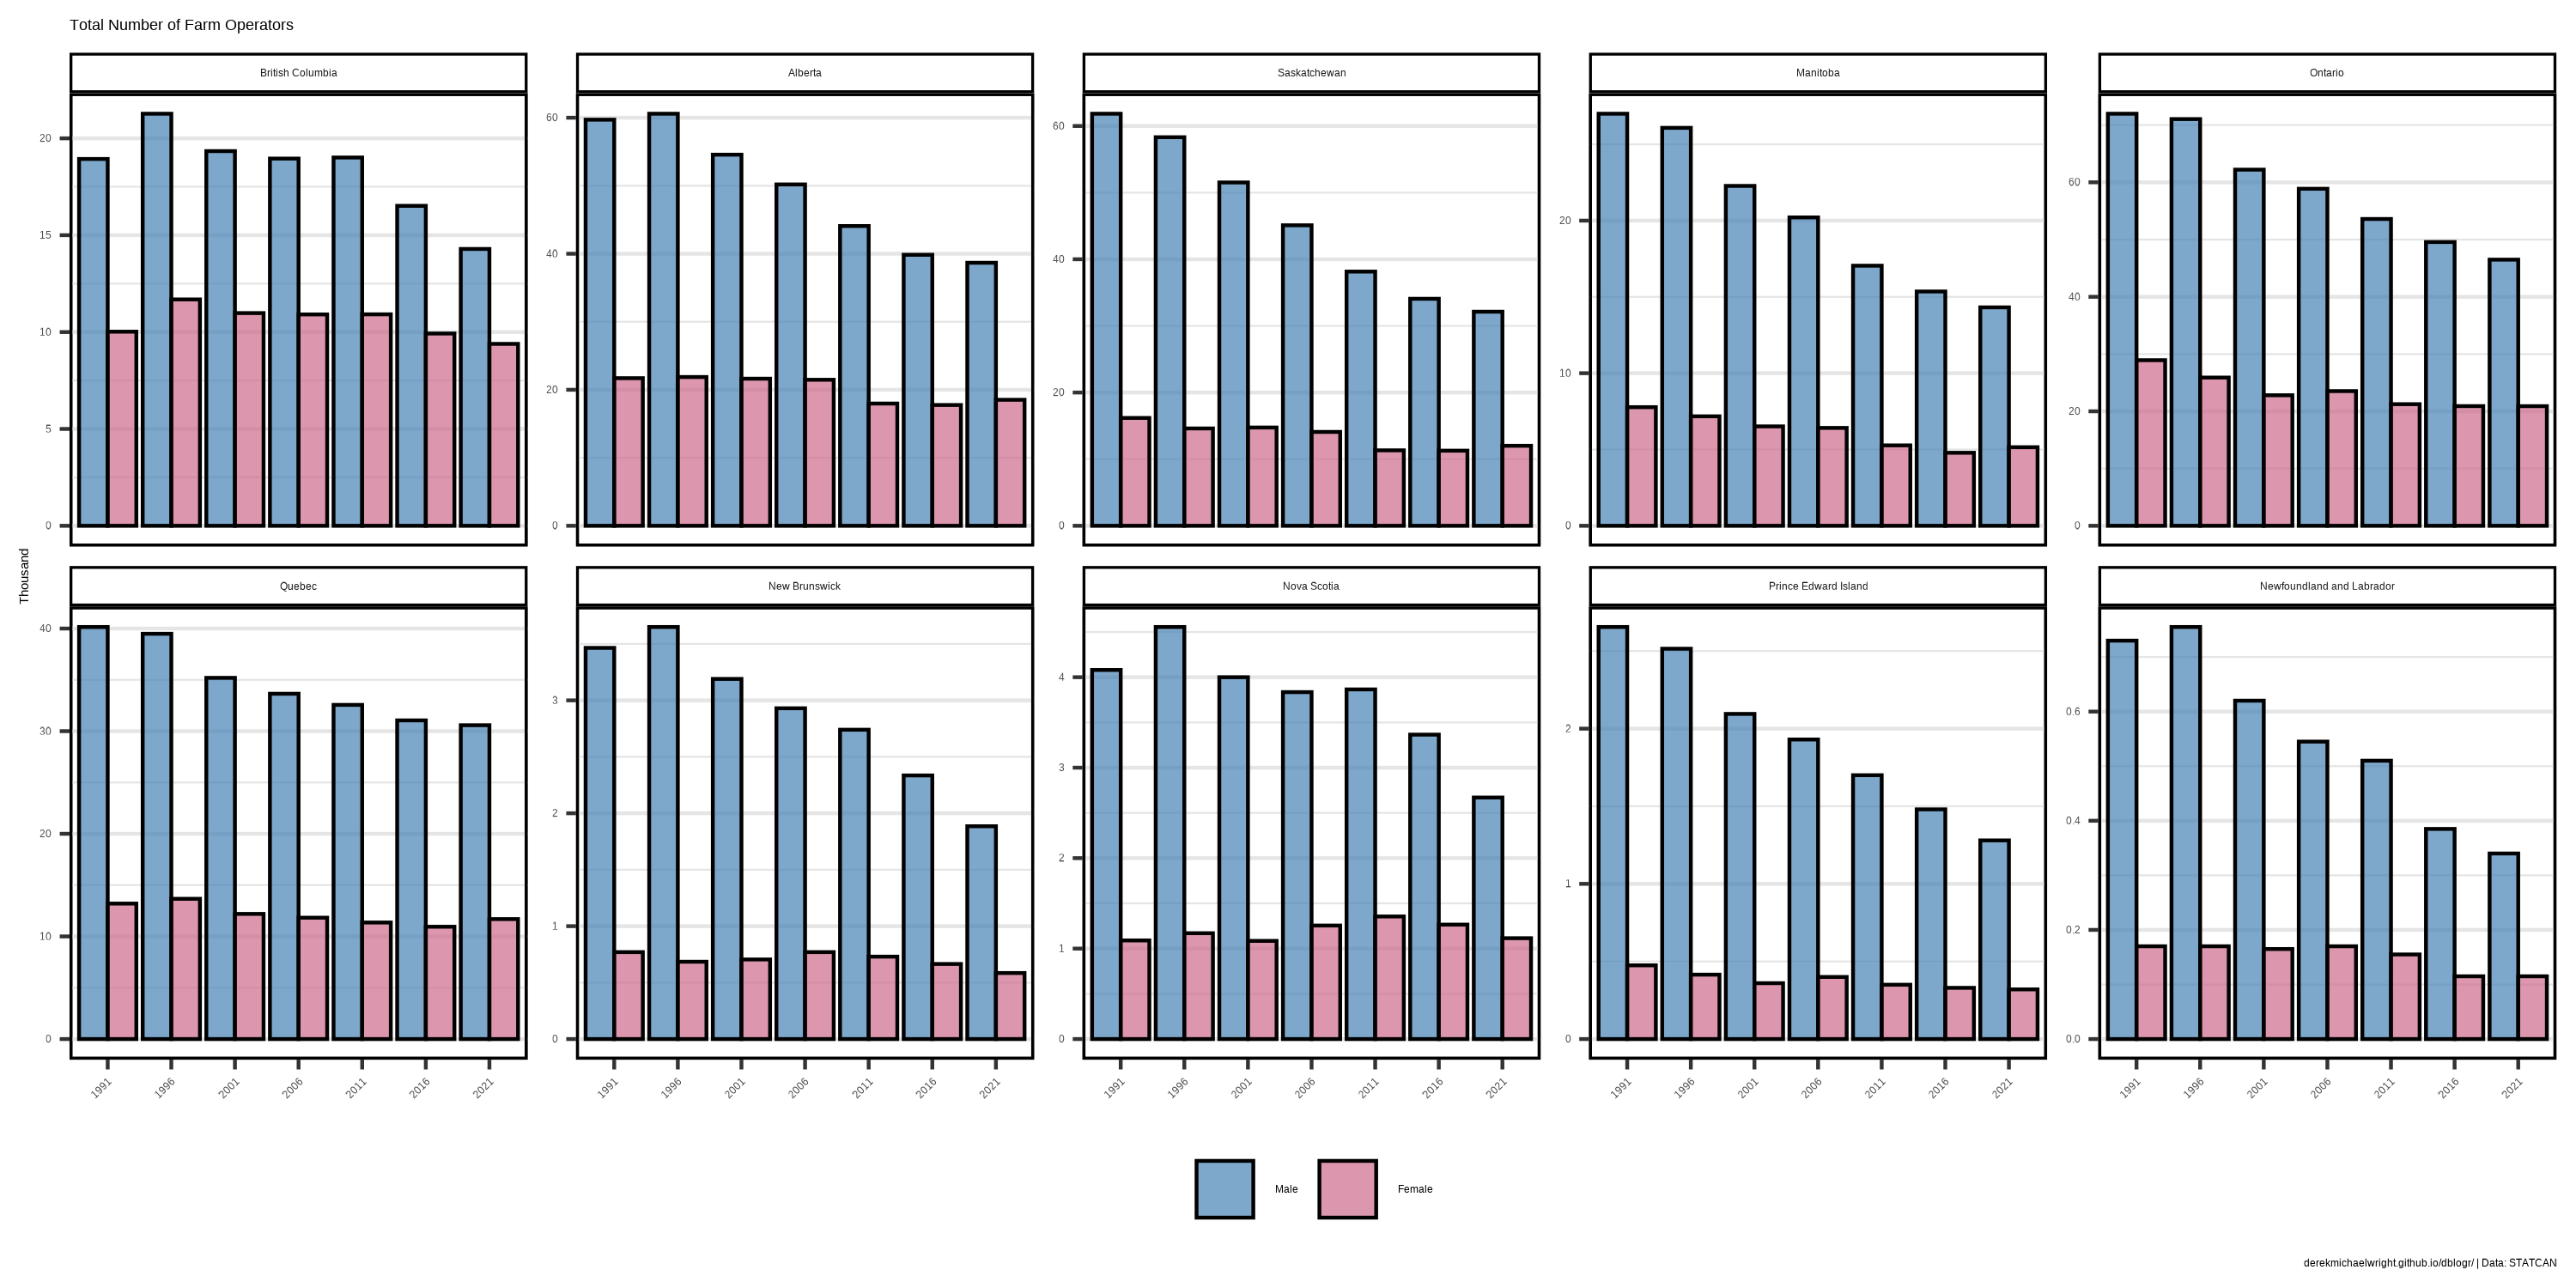 Total Number of Farm Operators
British Columbia
Alberta
Saskatchewan
Manitoba
Ontario
20
15
10
5
0
60
40
20
0
60
40
20
0
20
10
0
60
40
20
0
Thousand
Quebec
New Brunswick
Nova Scotia
Prince Edward Island
Newfoundland and Labrador
40
30
20
10
0
3
2
1
0
4
3
2
1
0
2
1
0
0.6
0.4
0.2
0.0
1991 1996 2001 2006 2011 2016 2021
1991 1996 2001 2006 2011 2016 2021
1991 1996 2001 2006 2011 2016 2021
1991 1996 2001 2006 2011 2016 2021
1991 1996 2001 2006 2011 2016 2021
Male
Female
derekmichaelwright.github.io/dblogr/ | Data: STATCAN